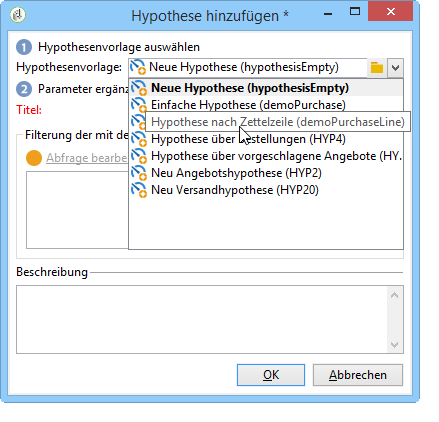 Hypothese hinzufügen *
1 Hypothesenvorlage auswählen
Hypothesenvorlage: Neue Hypothese (hypothesisEmpty)
Neue Hypothese (hypothesisEmpty)
2 Parameter ergänz
Einfache Hypothese (demoPurchase)
Titel:
Hypothese nach Zettelzeile (demoPurchaseLine)
Filterung der mit de
Hypothese über estellungen (HYP4)
Abfrage bearbe
Hypothese über vorgeschlagene Angebote (HY...
Neu Angebotshypothese (HYP2)
Neu Versandhypothese (HYP20)
Beschreibung
OK Abbrechen